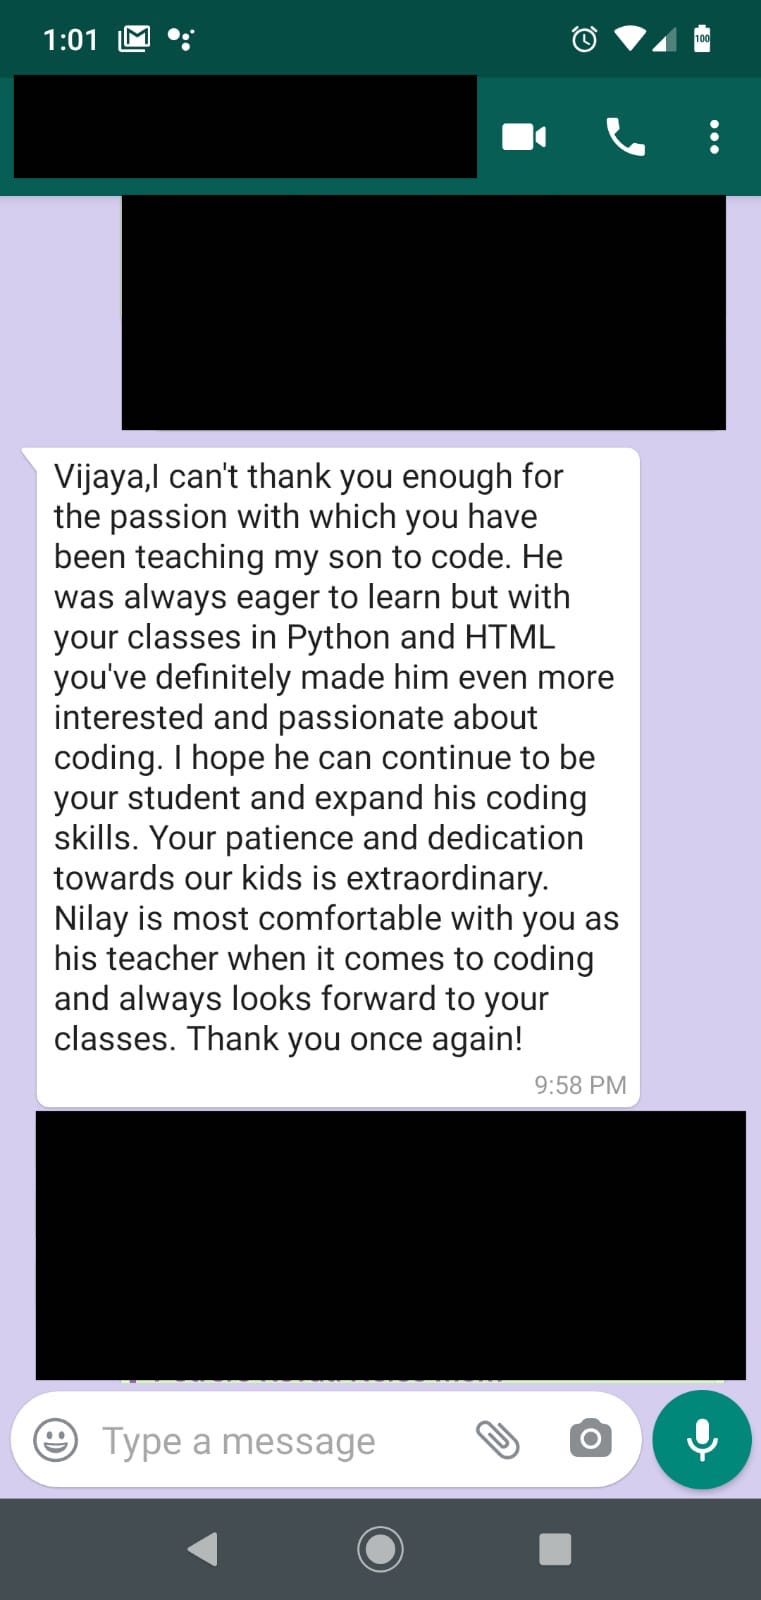 1:01
100
Vijaya,I can't thank you enough for
the passion with which you have
been teaching my son to code. He
was always eager to learn but with
your classes in Python and HTML
you've definitely made him even more
interested and passionate about
coding. I hope he can continue to be
your student and expand his coding
skills. Your patience and dedication
towards our kids is extraordinary.
Nilay is most comfortable with you as
his teacher when it comes to coding
and always looks forward to your
classes. Thank you once again!
9:58 PM
Type a message